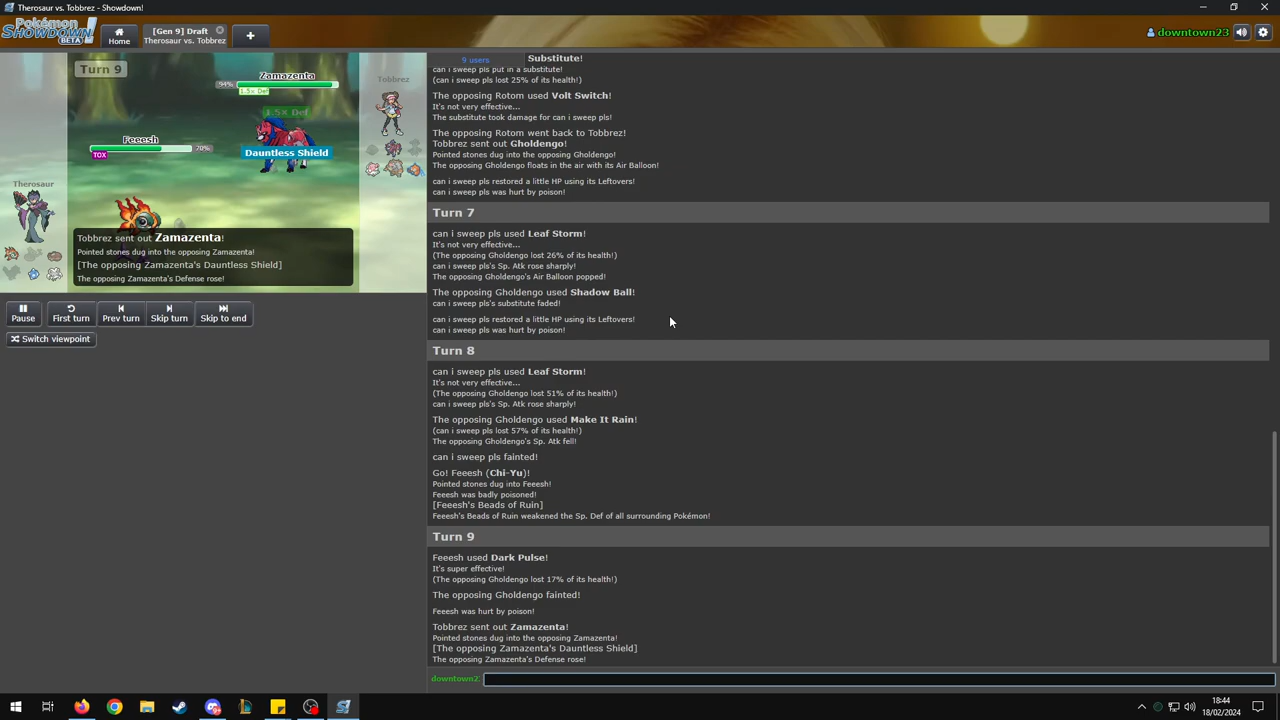 Therosaur vs. Tobbrez - Showdown!
Pokémon
SHOWDOWN!
BETA
Home
[Gen 9] Draft
Therosaur vs. Tobbrez
downtown23
Turn 9
Zamazenta
94%
1.5× Def
1.5× Def
Feeesh
TOX
70%
Dauntless Shield
Tobbrez
Therosaur
Tobbrez sent out Zamazenta!
Pointed stones dug into the opposing Zamazenta!
[The opposing Zamazenta's Dauntless Shield]
The opposing Zamazenta's Defense rose!
Pause
First turn
Prev turn
Skip turn
Skip to end
Switch viewpoint
9 users
Substitute!
can i sweep pls put in a substitute!
(can i sweep pls lost 25% of its health!)
The opposing Rotom used Volt Switch!
It's not very effective...
The substitute took damage for can i sweep pls!
The opposing Rotom went back to Tobbrez!
Tobbrez sent out Gholdengo!
Pointed stones dug into the opposing Gholdengo!
The opposing Gholdengo floats in the air with its Air Balloon!
can i sweep pls restored a little HP using its Leftovers!
can i sweep pls was hurt by poison!
Turn 7
can i sweep pls used Leaf Storm!
It's not very effective...
(The opposing Gholdengo lost 26% of its health!)
can i sweep pls's Sp. Atk rose sharply!
The opposing Gholdengo's Air Balloon popped!
The opposing Gholdengo used Shadow Ball!
can i sweep pls's substitute faded!
can i sweep pls restored a little HP using its Leftovers!
can i sweep pls was hurt by poison!
Turn 8
can i sweep pls used Leaf Storm!
It's not very effective...
(The opposing Gholdengo lost 51% of its health!)
can i sweep pls's Sp. Atk rose sharply!
The opposing Gholdengo used Make It Rain!
(can i sweep pls lost 57% of its health!)
The opposing Gholdengo's Sp. Atk fell!
can i sweep pls fainted!
Go! Feeesh (Chi-Yu)!
Pointed stones dug into Feeesh!
Feeesh was badly poisoned!
[Feeesh's Beads of Ruin]
Feeesh's Beads of Ruin weakened the Sp. Def of all surrounding Pokémon!
Turn 9
Feeesh used Dark Pulse!
It's super effective!
(The opposing Gholdengo lost 17% of its health!)
The opposing Gholdengo fainted!
Feeesh was hurt by poison!
Tobbrez sent out Zamazenta!
Pointed stones dug into the opposing Zamazenta!
[The opposing Zamazenta's Dauntless Shield]
The opposing Zamazenta's Defense rose!
downtown2
18:44
18/02/2024